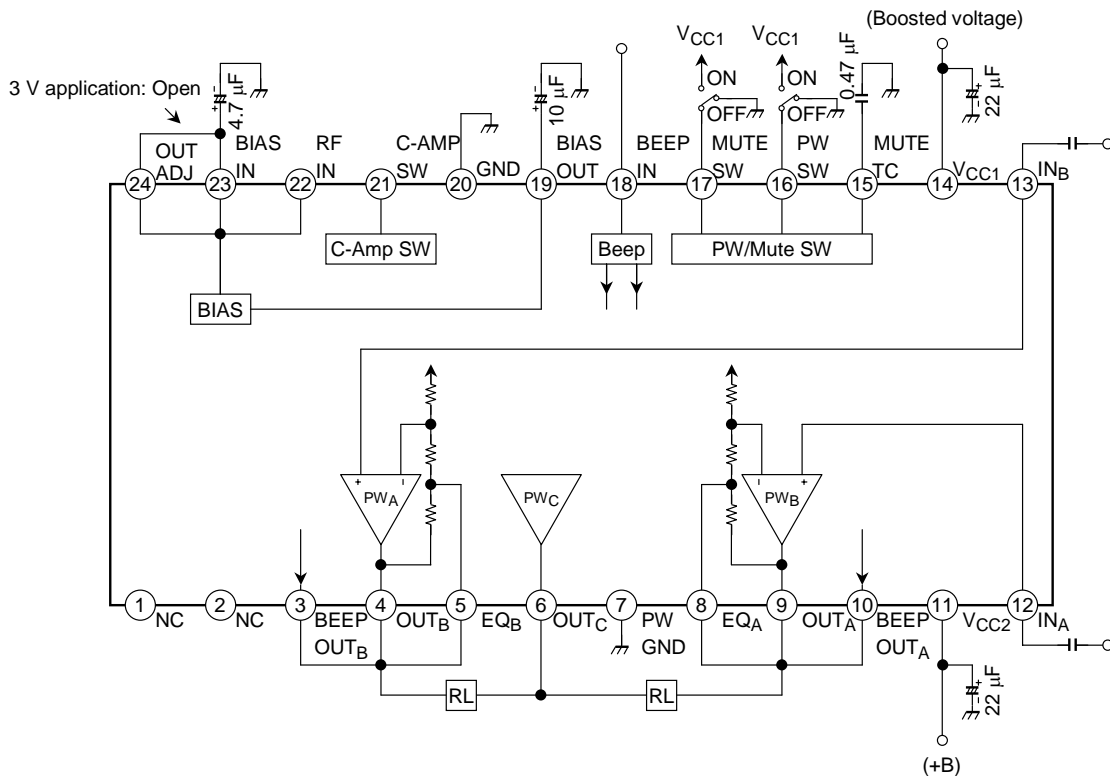 (Boosted voltage)
3 V application: Open
4.7 μF
10 μF
VCC1
VCC1
ON
OFF
ON
OFF
0.47 μF
22 μF
OUT ADJ
BIAS IN
RF IN
C-AMP SW
GND
BIAS OUT
BEEP IN
MUTE SW
PW SW
MUTE TC
VCC1
INB
24
23
22
21
20
19
18
17
16
15
14
13
C-Amp SW
Beep
PW/Mute SW
BIAS
+ -
PWA
PWC
- +
PWB
1
2
3
4
5
6
7
8
9
10
11
12
NC
NC
BEEP OUTB
OUTB
EQB
OUTC
PW GND
EQA
OUTA
BEEP OUTA
VCC2
INA
RL
RL
22 μF
(+B)